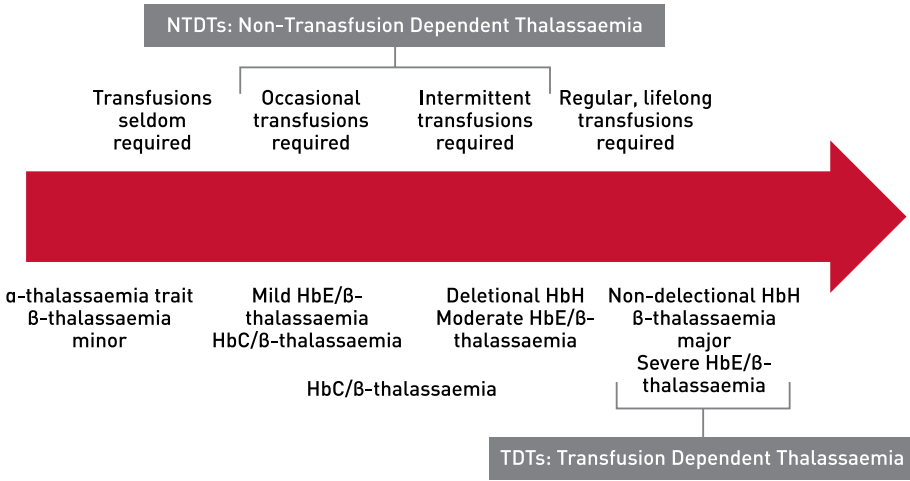 NTDTs: Non-Tranasfusion Dependent Thalassaemia
Transfusions
seldom
required
Occasional
transfusions
required
Intermittent
transfusions
required
Regular, lifelong
transfusions
required
α-thalassaemia trait
β-thalassaemia
minor
Mild HbE/β-
thalassaemia
HbC/β-thalassaemia
Deletional HbH
Moderate HbE/β-
thalassaemia
Non-delectional HbH
β-thalassaemia
major
Severe HbE/β-
thalassaemia
HbC/β-thalassaemia
TDTs: Transfusion Dependent Thalassaemia